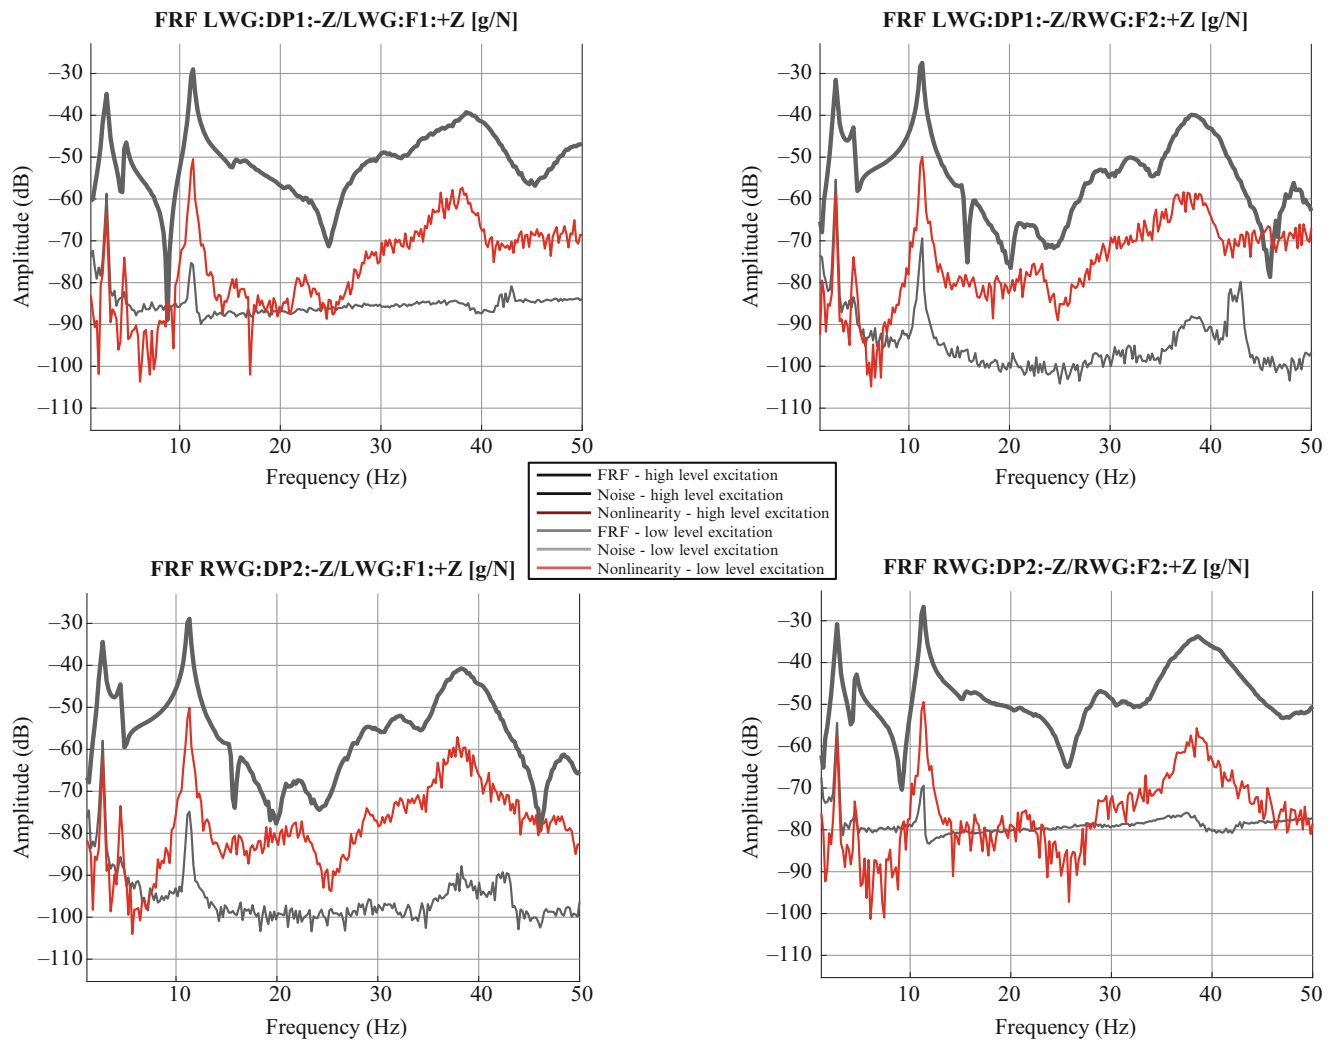 FRF LWG:DP1:-Z/LWG:F1:+Z [g/N]
–30
–40
–50
–60
–70
–80
–90
–100
–110
Amplitude (dB)
10 20 30 40 50
Frequency (Hz)
FRF LWG:DP1:-Z/RWG:F2:+Z [g/N]
–30
–40
–50
–60
–70
–80
–90
–100
–110
Amplitude (dB)
10 20 30 40 50
Frequency (Hz)
FRF - high level excitation
Noise - high level excitation
Nonlinearity - high level excitation
FRF - low level excitation
Noise - low level excitation
Nonlinearity - low level excitation
FRF RWG:DP2:-Z/LWG:F1:+Z [g/N]
–30
–40
–50
–60
–70
–80
–90
–100
–110
Amplitude (dB)
10 20 30 40 50
Frequency (Hz)
FRF RWG:DP2:-Z/RWG:F2:+Z [g/N]
–30
–40
–50
–60
–70
–80
–90
–100
–110
Amplitude (dB)
10 20 30 40 50
Frequency (Hz)